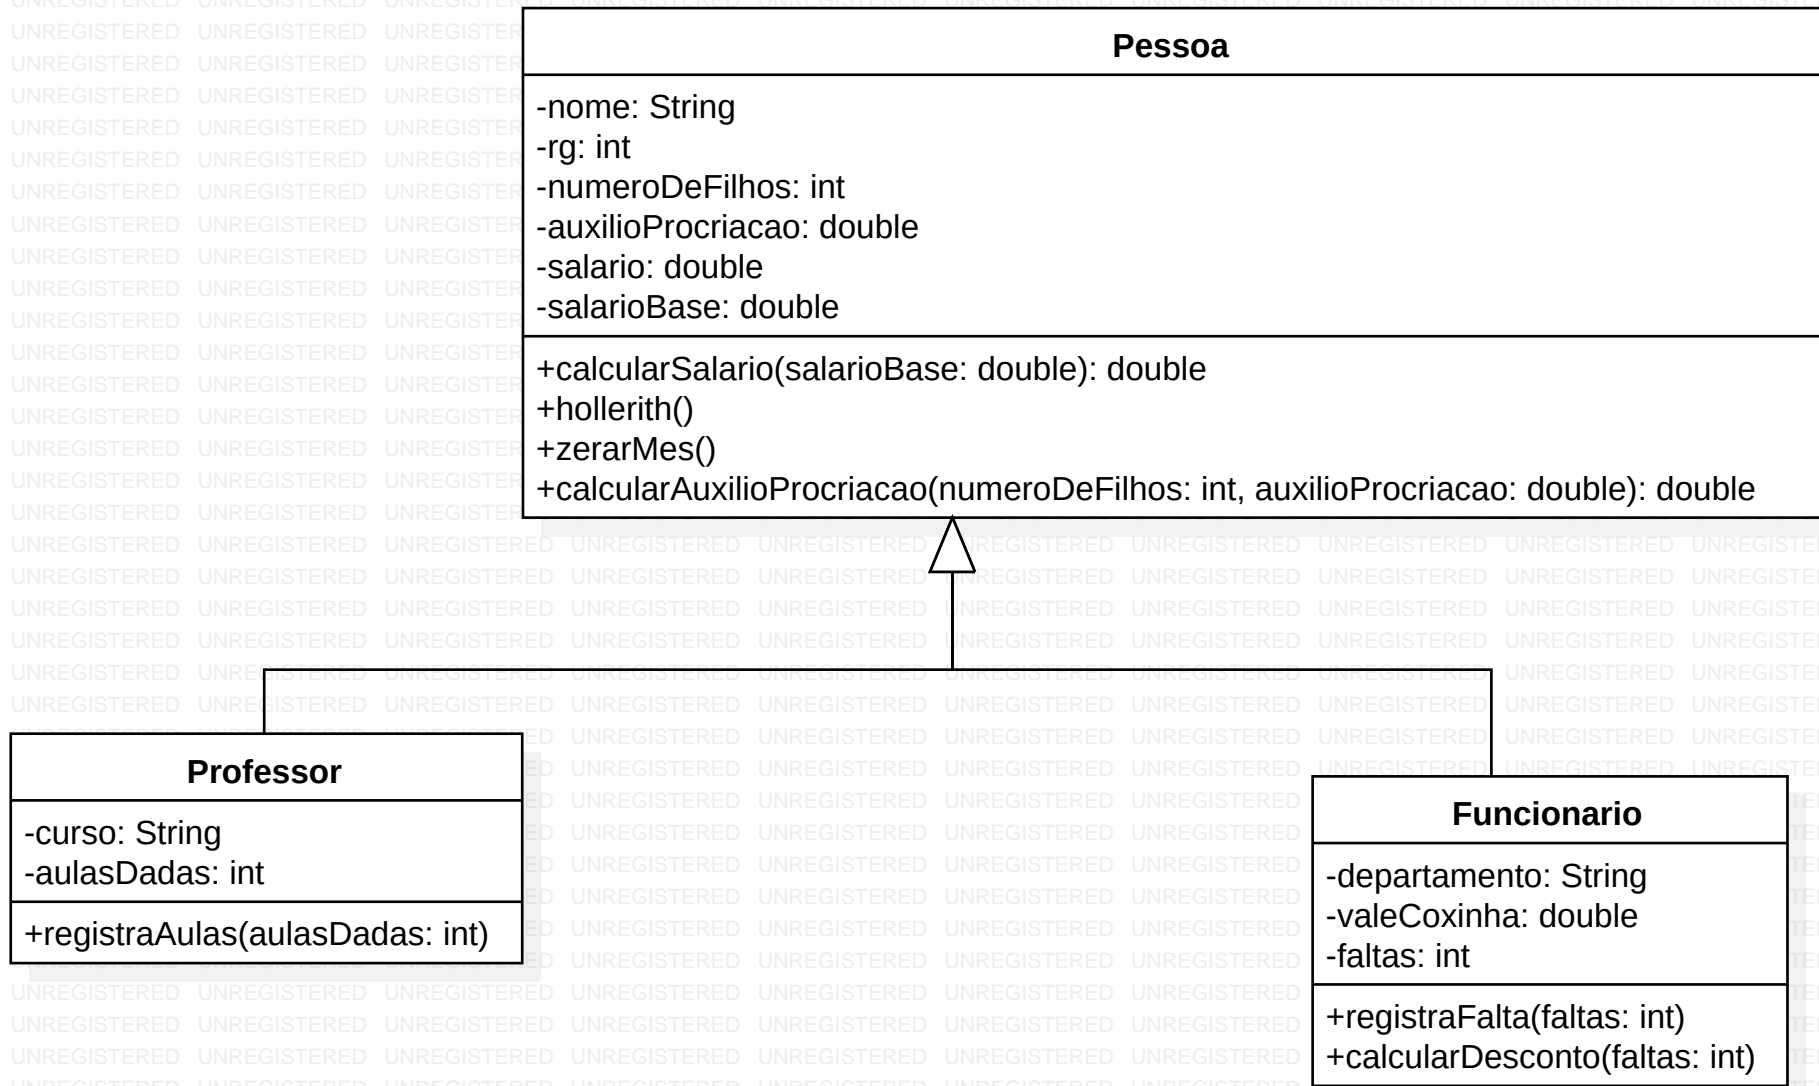 Pessoa
-nome: String
-rg: int
-numeroDeFilhos: int
-auxilioProcriacao: double
-salario: double
-salarioBase: double
+calcularSalario(salarioBase: double): double
+hollerith()
+zerarMes()
+calcularAuxilioProcriacao(numeroDeFilhos: int, auxilioProcriacao: double): double
Professor
-curso: String
-aulasDadas: int
+registraAulas(aulasDadas: int)
Funcionario
-departamento: String
-valeCoxinha: double
-faltas: int
+registraFalta(faltas: int)
+calcularDesconto(faltas: int)
UNREGISTERED